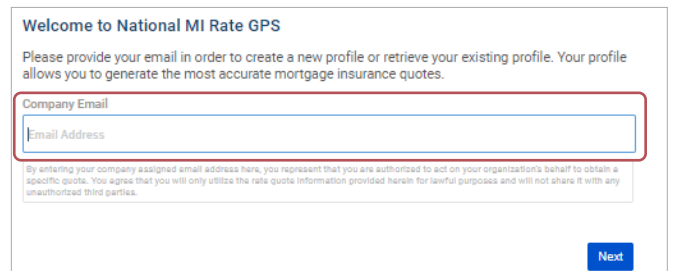 Welcome to National MI Rate GPS
Please provide your email in order to create a new profile or retrieve your existing profile. Your profile
allows you to generate the most accurate mortgage insurance quotes.
Company Email
Email Address
By entering your company assigned email address here, you represent that you are authorized to act on your organization's behalf to obtain a
specific quote. You agree that you will only utilize the rate quote information provided herein for lawful purposes and will not share it with any
unauthorized third parties.
Next